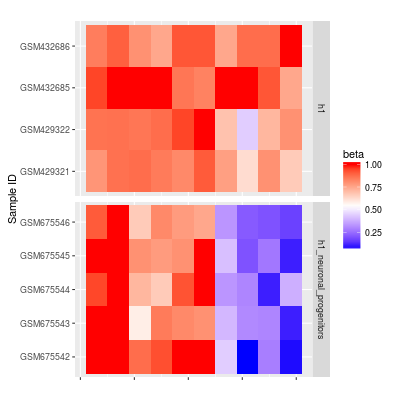 GSM432686
GSM432685
GSM429322
GSM429321
h1
GSM675546
GSM675545
GSM675544
GSM675543
GSM675542
h1_neuronal_progenitors
Sample ID
beta
1.00
0.75
0.50
0.25